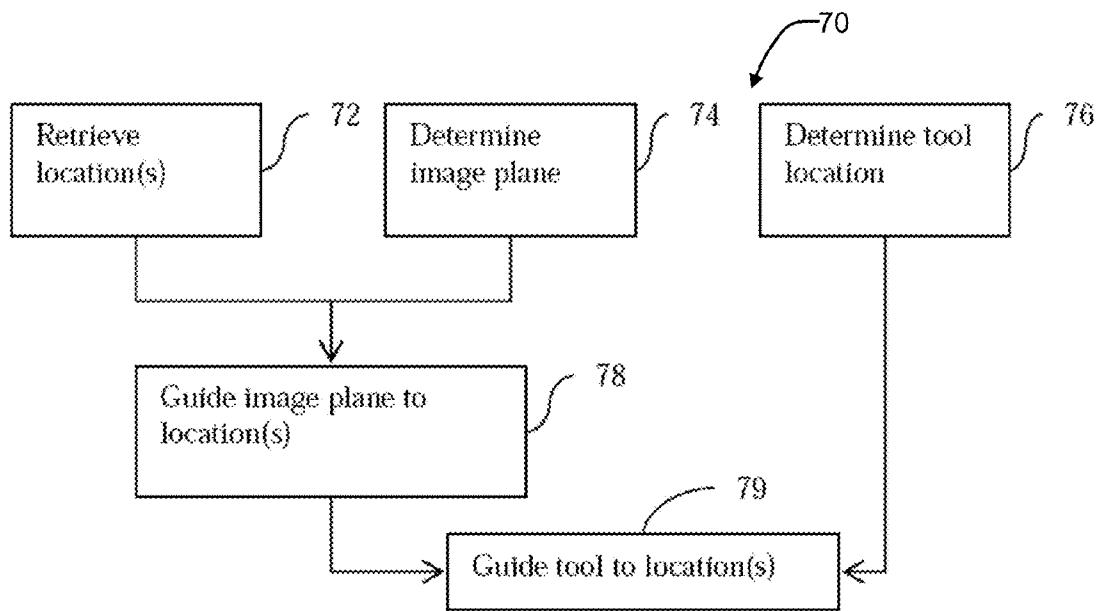 70
Retrieve
location(s)
72
Determine
image plane
74
Determine tool
location
76
Guide image plane to
location(s)
78
79
Guide tool to location(s)